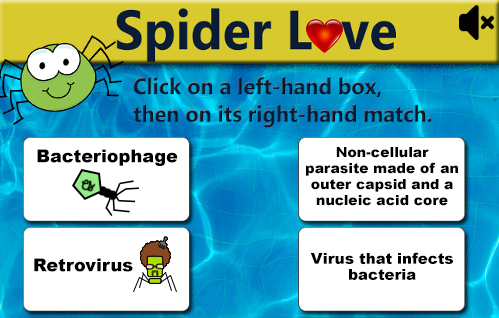 Spider Love
Click on a left-hand box,
then on its right-hand match.
Bacteriophage
Non-cellular
parasite made of an
outer capsid and a
nucleic acid core
Retrovirus
Virus that infects
bacteria